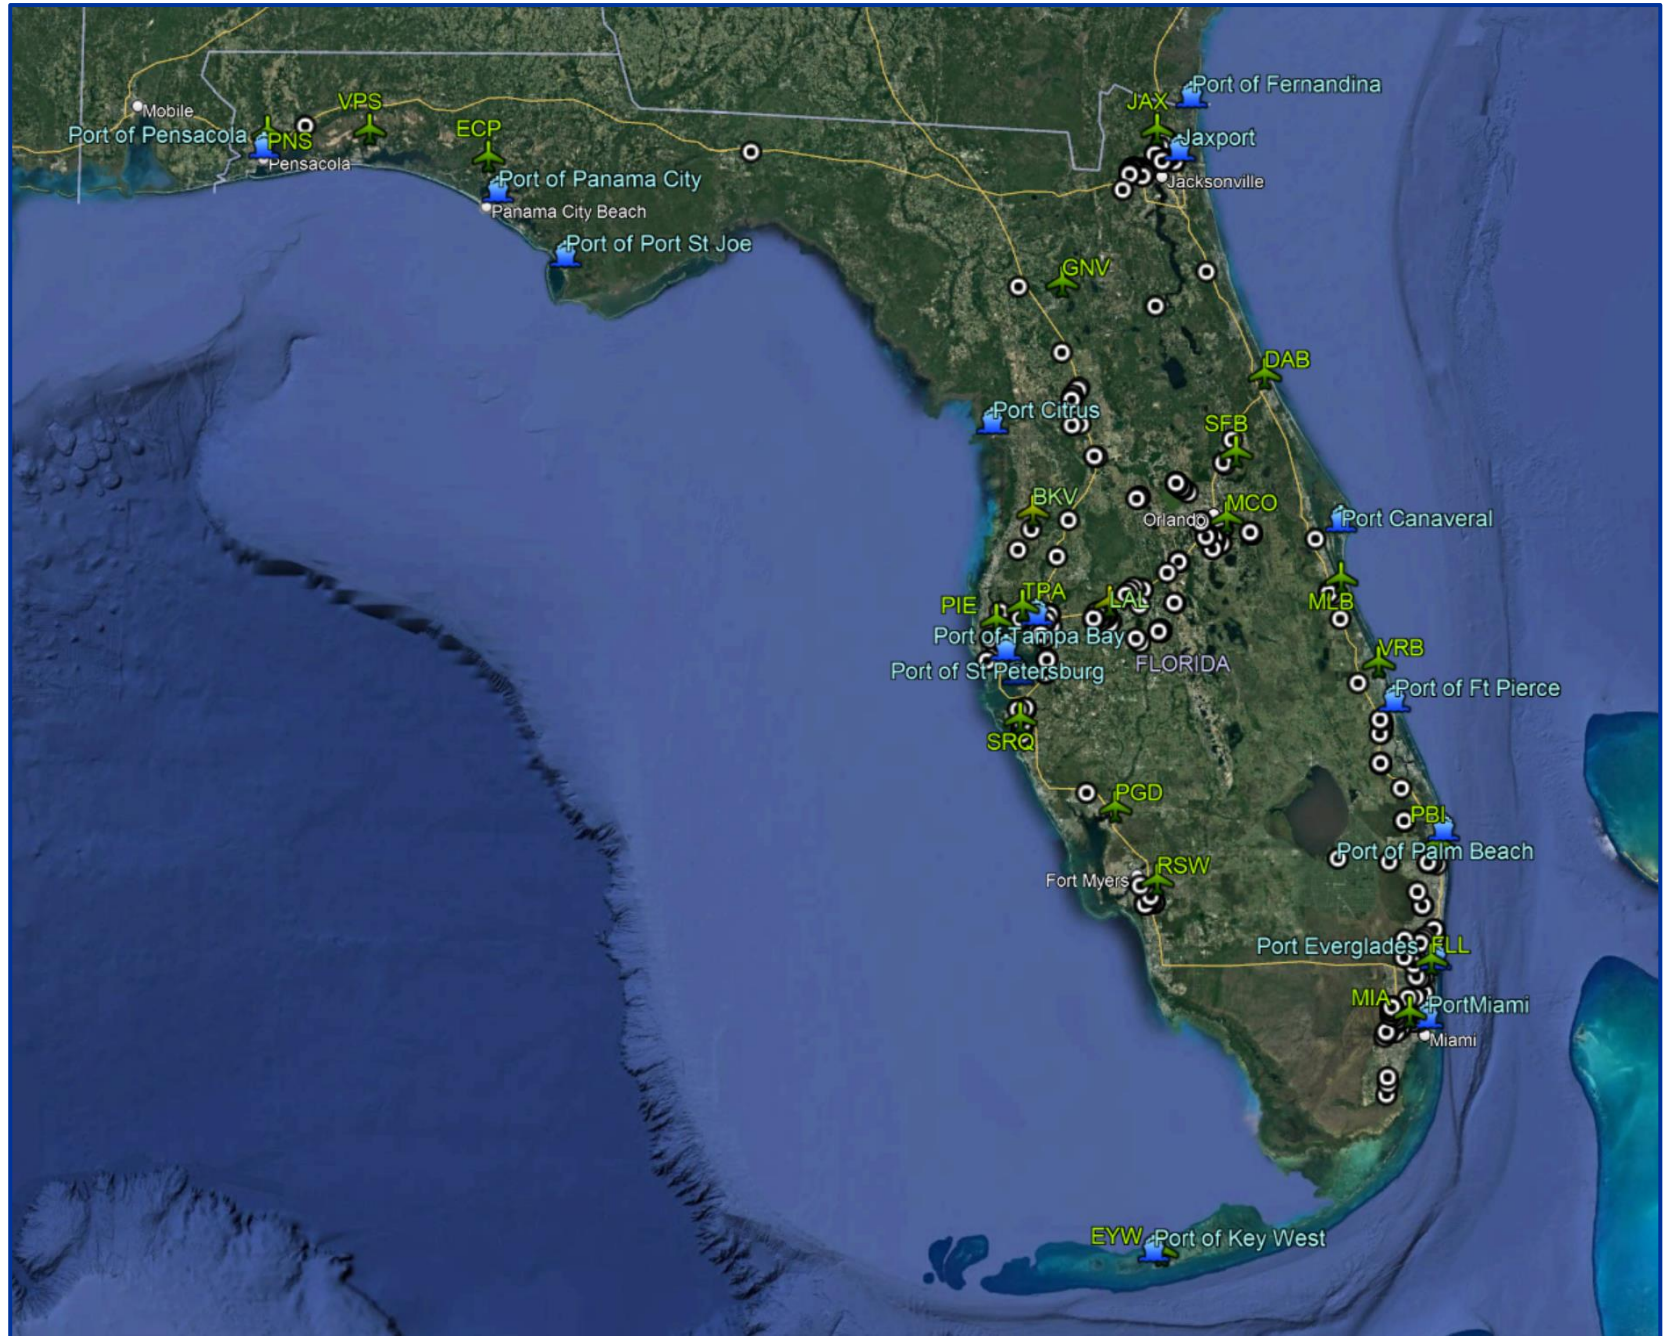 Port of Fernandina
JAX
VPS
Mobile
Port of Pensacola
PNS
ECP
Jaxport
Pensacola
Port of Panama City
Jacksonville
Panama City Beach
Port of Port St Joe
GNV
DAB
Port Citrus
SFB
BKV
MCO
Orlando
Port Canaveral
TPA
PIE
LAL
MLB
Port of Tampa Bay
VRB
FLORIDA
Port of St Petersburg
Port of Ft Pierce
SRQ
PGD
PBI
Port of Palm Beach
RSW
Fort Myers
Port Everglades
FLL
MIA
PortMiami
Miami
EYW
Port of Key West